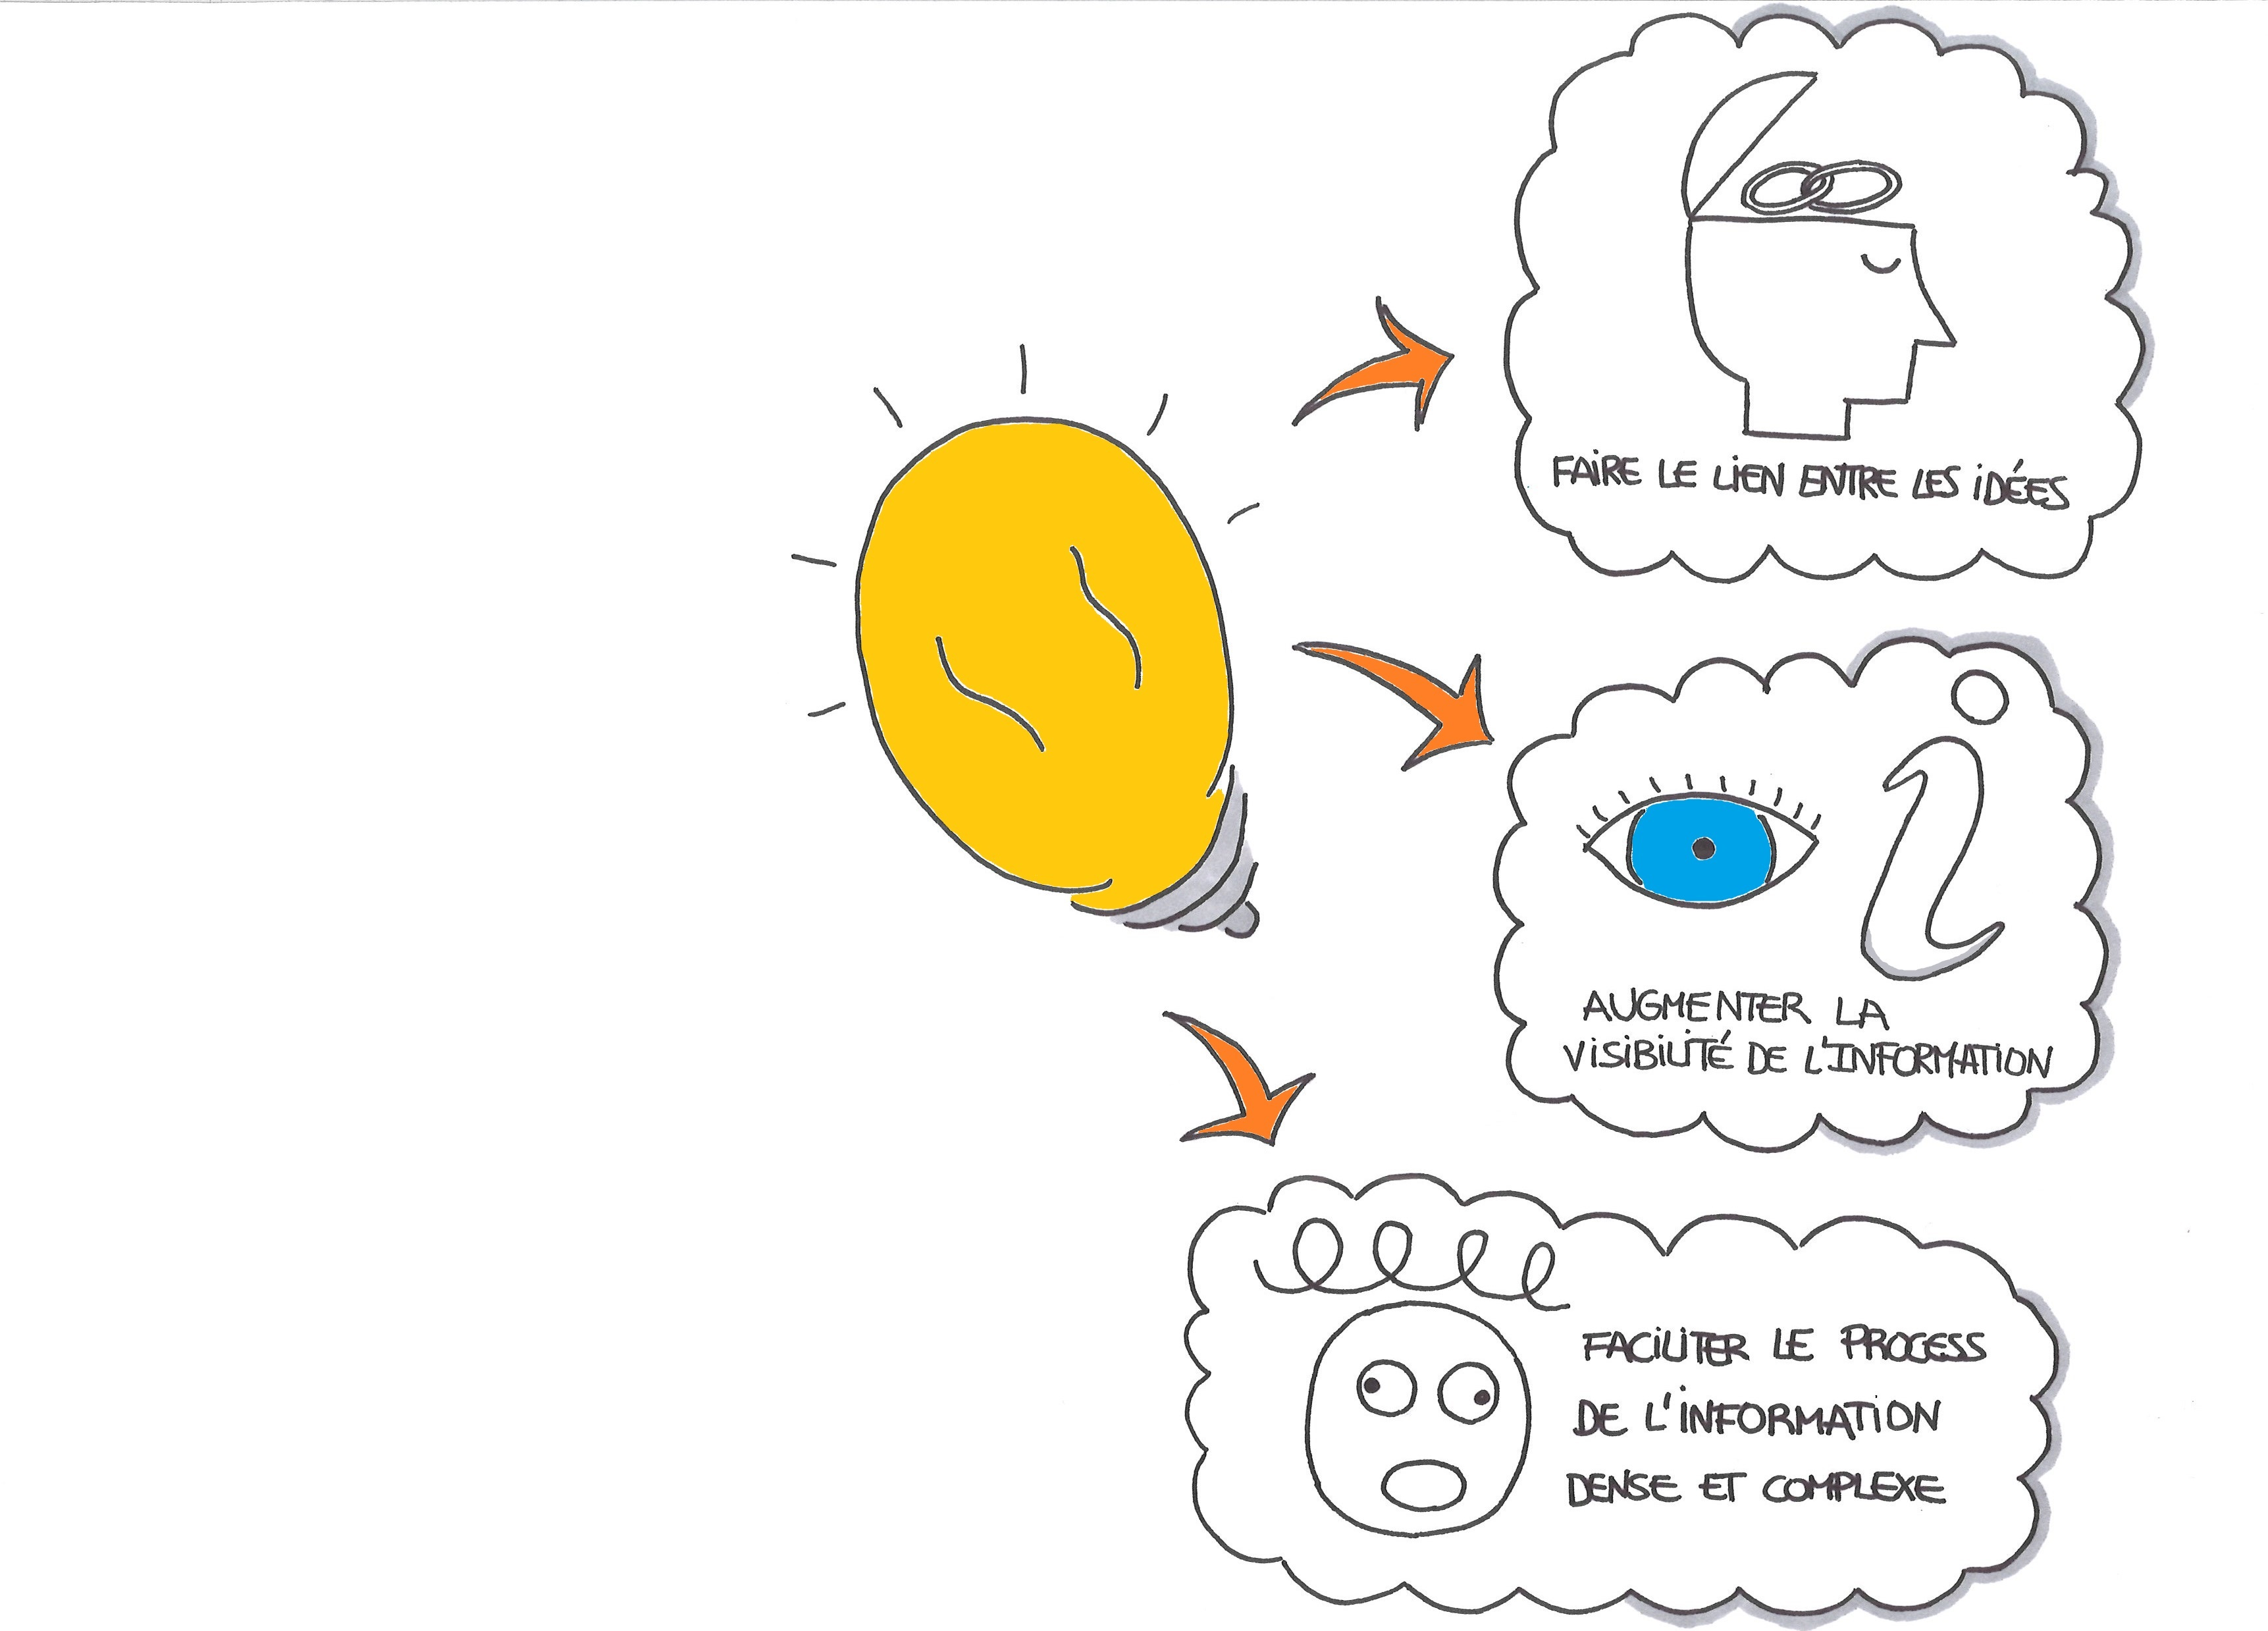 FAIRE LE LIEN ENTRE LES IDÉES
i
AUGMENTER LA
VISIBILITÉ DE L'INFORMATION
FACILITER LE PROCESS
DE L'INFORMATION
DENSE ET COMPLEXE